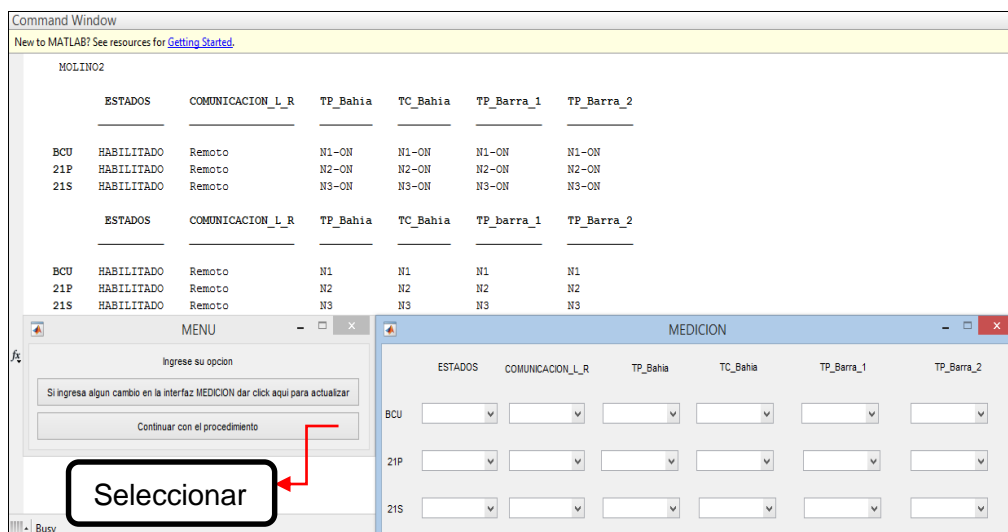 Command Window
New to MATLAB? See resources for Getting Started.
MOLINO2
ESTADOS COMUNICACION_L_R TP_Bahia TC_Bahia TP_Barra_1 TP_Barra_2
BCU HABILITADO Remoto N1-ON N1-ON N1-ON N1-ON
21P HABILITADO Remoto N2-ON N2-ON N2-ON N2-ON
21S HABILITADO Remoto N3-ON N3-ON N3-ON N3-ON
ESTADOS COMUNICACION_L_R TP_Bahia TC_Bahia TP_barra_1 TP_Barra_2
BCU HABILITADO Remoto N1 N1 N1 N1
21P HABILITADO Remoto N2 N2 N2 N2
21S HABILITADO Remoto N3 N3 N3 N3
MENU
Ingrese su opcion
Si ingresa algun cambio en la interfaz MEDICION dar click aqui para actualizar
Continuar con el procedimiento
Seleccionar
MEDICION
ESTADOS COMUNICACION_L_R TP_Bahia TC_Bahia TP_Barra_1 TP_Barra_2
BCU
21P
21S
fx
Busy